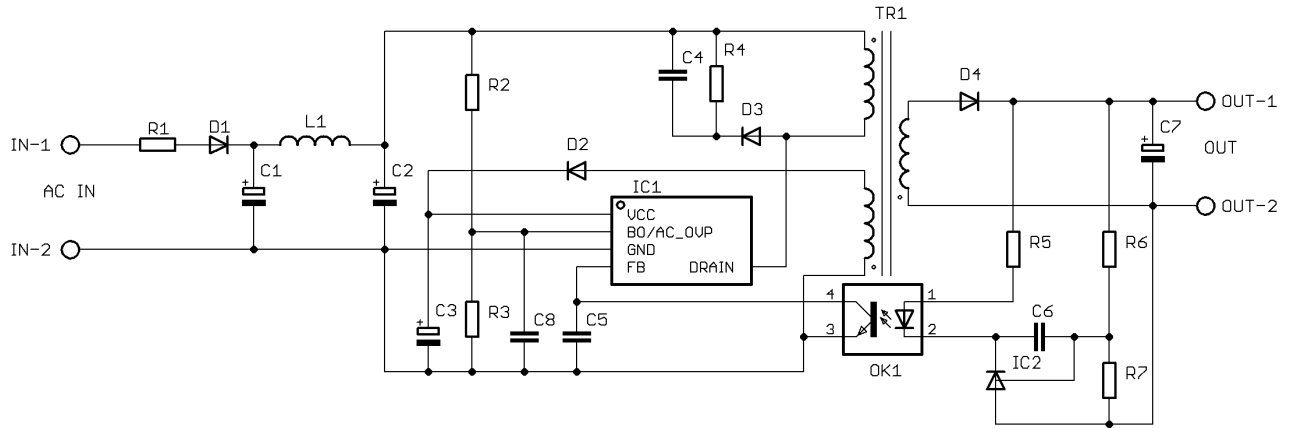 TR1
C4
R4
D4
R2
D3
OUT-1
R1
D1
L1
C7
IN-1
OUT
D2
C1
C2
AC IN
IC1
VCC
OUT-2
BO/AC_OVP
IN-2
GND
R5
R6
FB
DRAIN
4
1
C3
R3
C8
C5
C6
3
2
IC2
OK1
R7